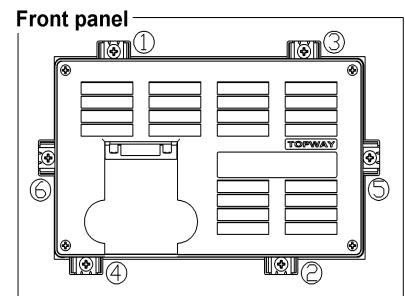 Front panel
① ③
TOPWAY
⑥ ⑤
④ ②